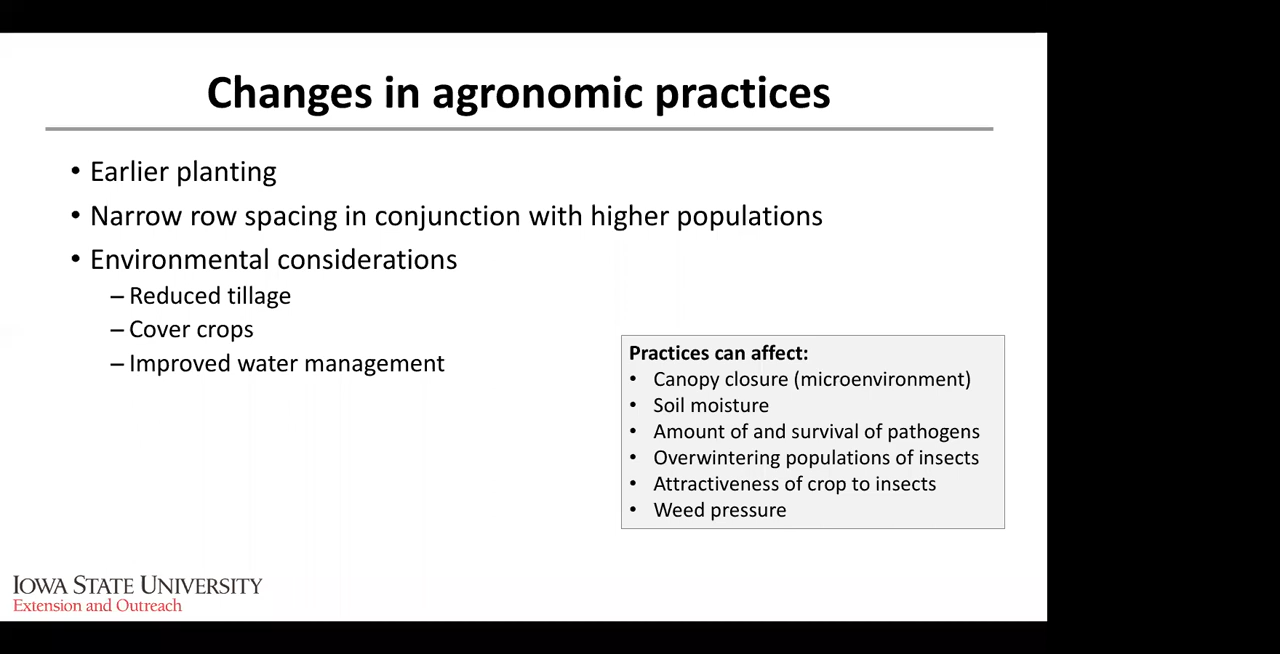 Changes in agronomic practices
• Earlier planting
• Narrow row spacing in conjunction with higher populations
• Environmental considerations
– Reduced tillage
– Cover crops
– Improved water management
Practices can affect:
• Canopy closure (microenvironment)
• Soil moisture
• Amount of and survival of pathogens
• Overwintering populations of insects
• Attractiveness of crop to insects
• Weed pressure
IOWA STATE UNIVERSITY
Extension and Outreach